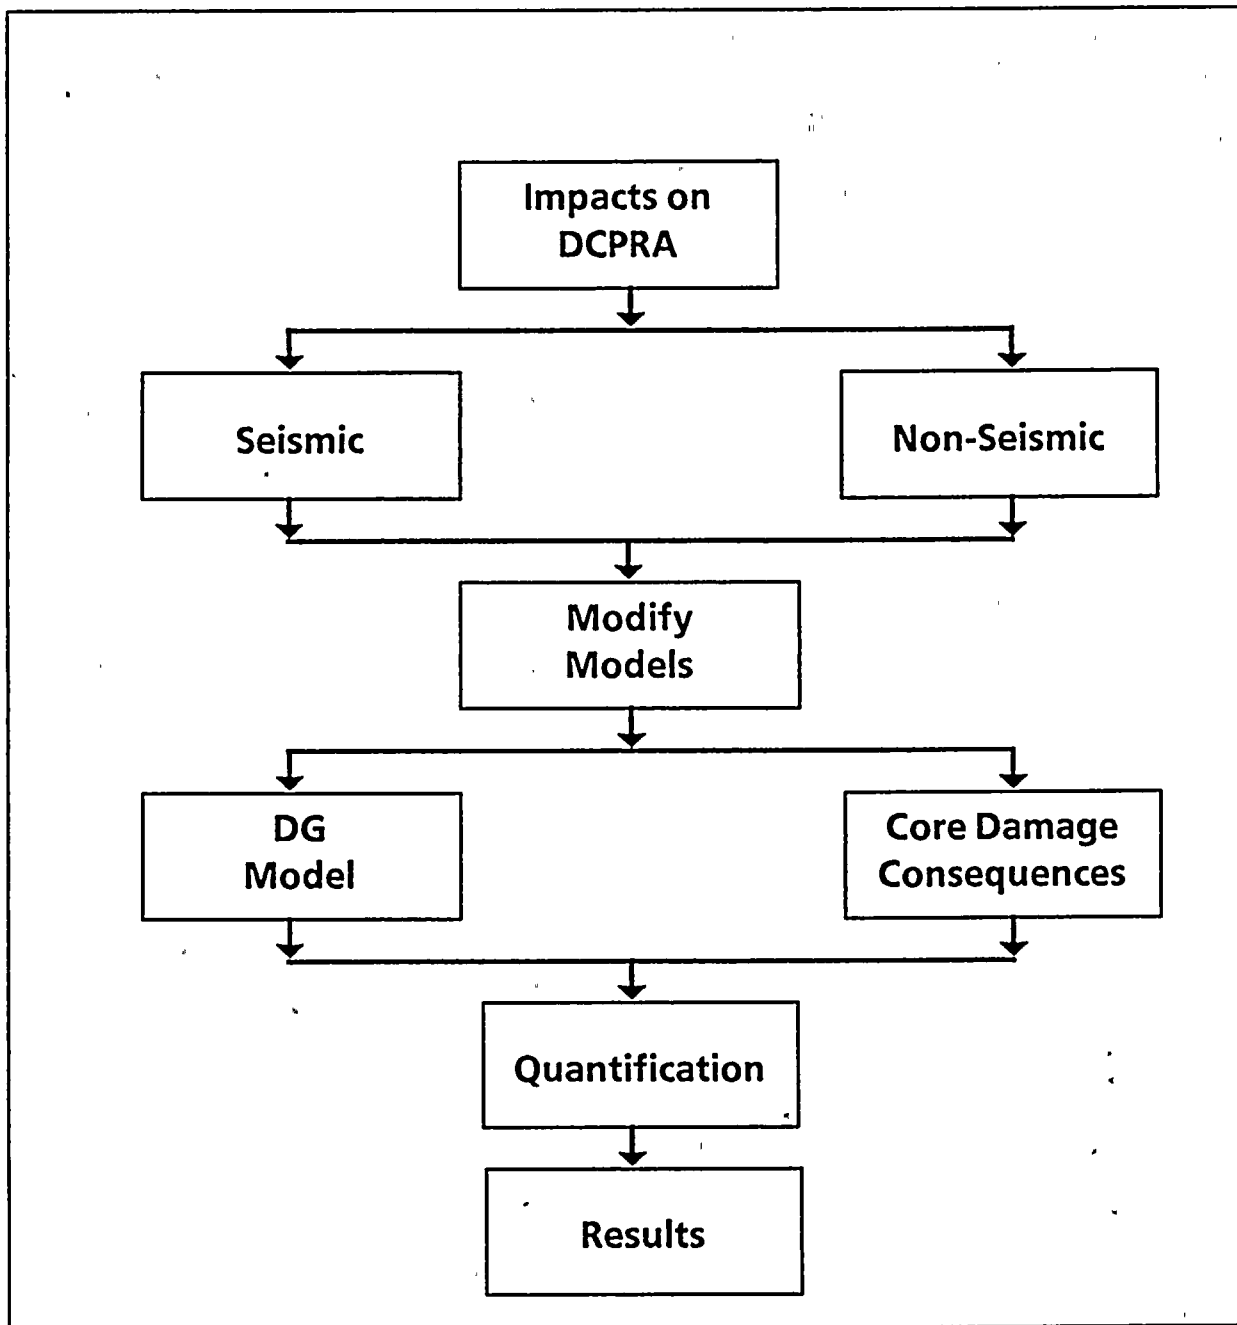 Impacts on
DCPRA
Seismic
Non-Seismic
Modify
Models
DG
Model
Core Damage
Consequences
Quantification
Results